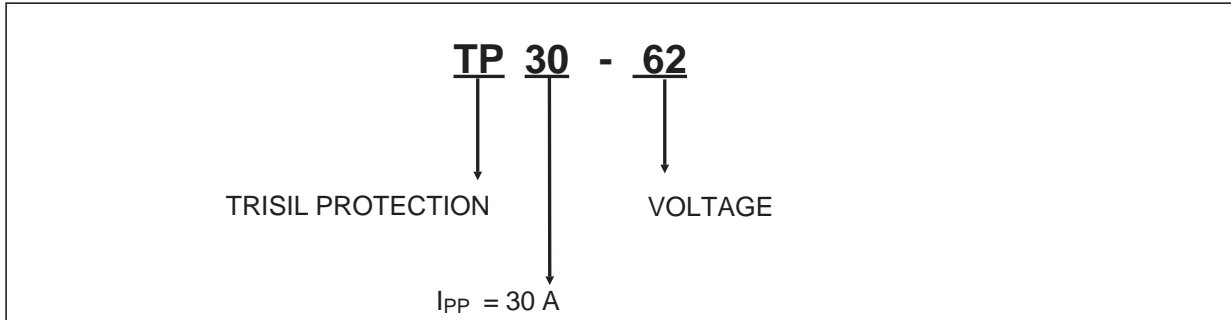 TP 30 - 62
TRISIL PROTECTION
VOLTAGE
IPP = 30 A